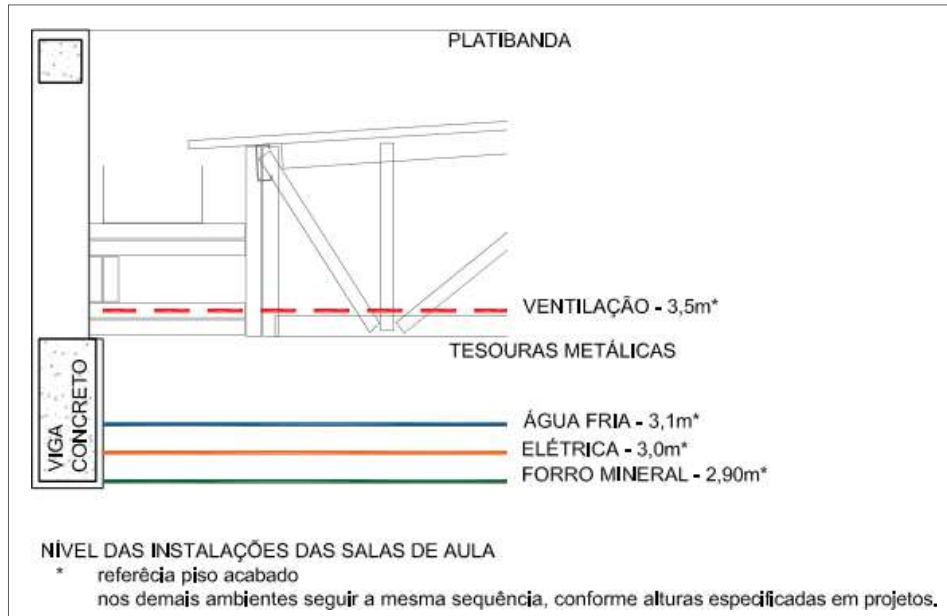 PLATIBANDA
VENTILAÇÃO - 3,5m*
TESOURAS METÁLICAS
VIGA
CONCRETO
ÁGUA FRIA - 3,1m*
ELÉTRICA - 3,0m*
FORRO MINERAL - 2,90m*
NÍVEL DAS INSTALAÇÕES DAS SALAS DE AULA
* referêcia piso acabado
nos demais ambientes seguir a mesma sequência, conforme alturas especificadas em projetos.